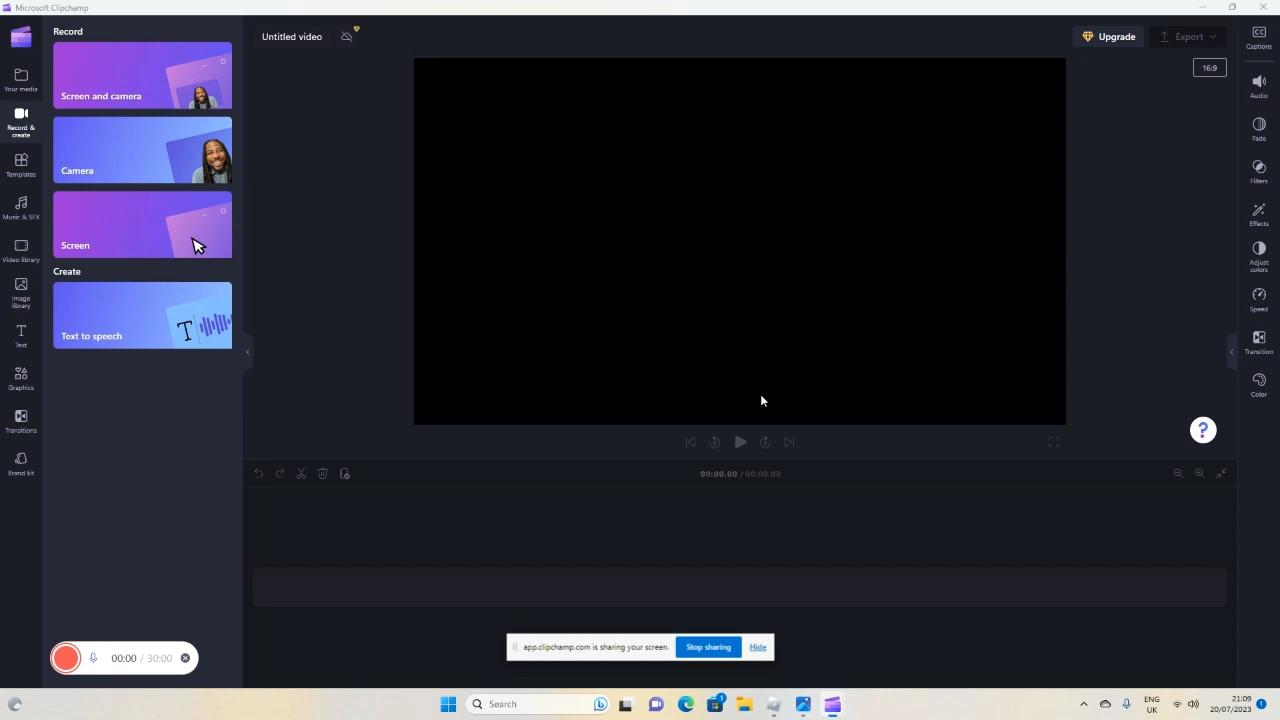 Microsoft Clipchamp
Record
Screen and camera
Camera
Screen
Create
Text to speech
T
Your media
Record &
create
Templates
Music & SFX
Video library
Image
library
Text
Graphics
Transitions
Brand kit
Untitled video
Upgrade
Export
16:9
Captions
Audio
Fade
Filters
Effects
Adjust
colors
Speed
Transition
Color
?
00:00.00 / 00:00.00
00:00 / 30:00
app.clipchamp.com is sharing your screen.
Stop sharing
Hide
Search
1
ENG
UK
21:09
20/07/2023
1